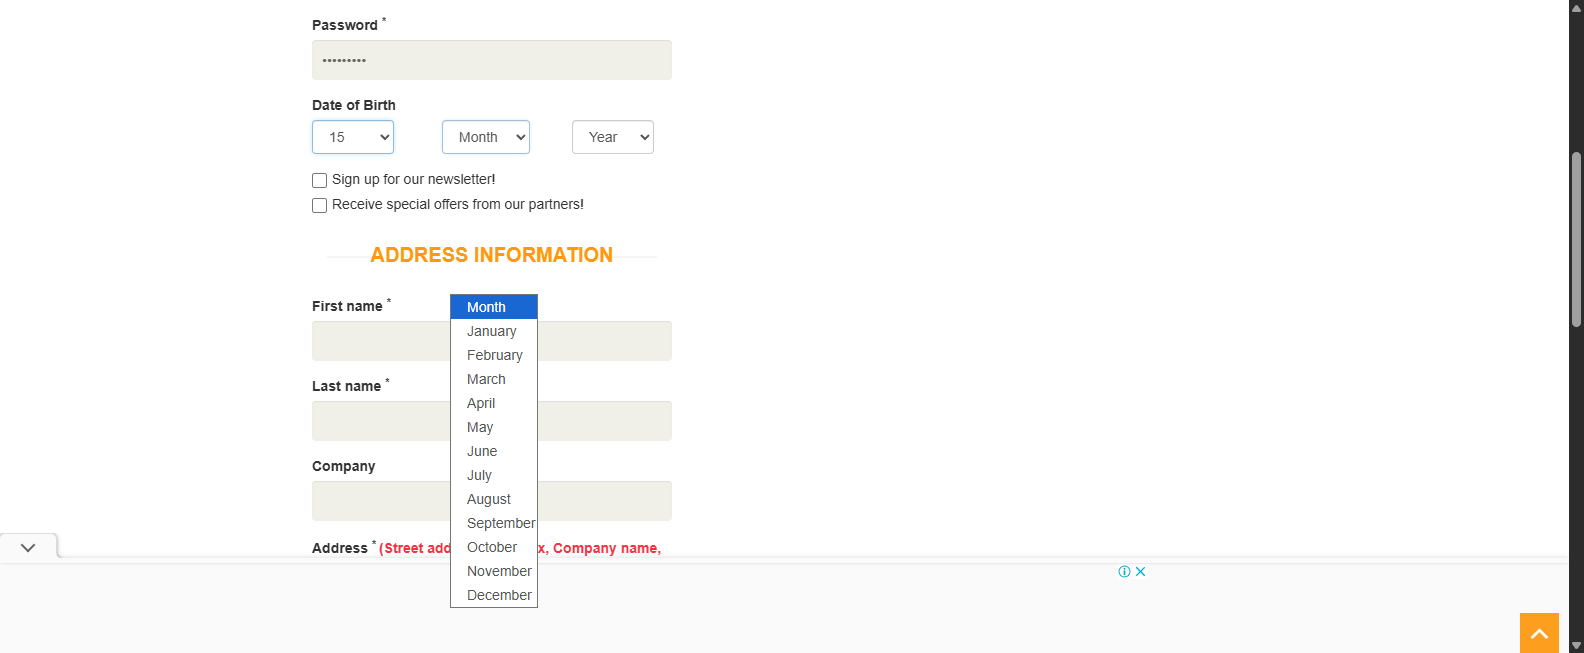 Password *
•••••••••
Date of Birth
15 Month Year
Sign up for our newsletter!
Receive special offers from our partners!
ADDRESS INFORMATION
First name *
Month
January
February
March
April
May
June
July
August
September
October
November
December
Last name *
Company
Address * (Street add x, Company name,